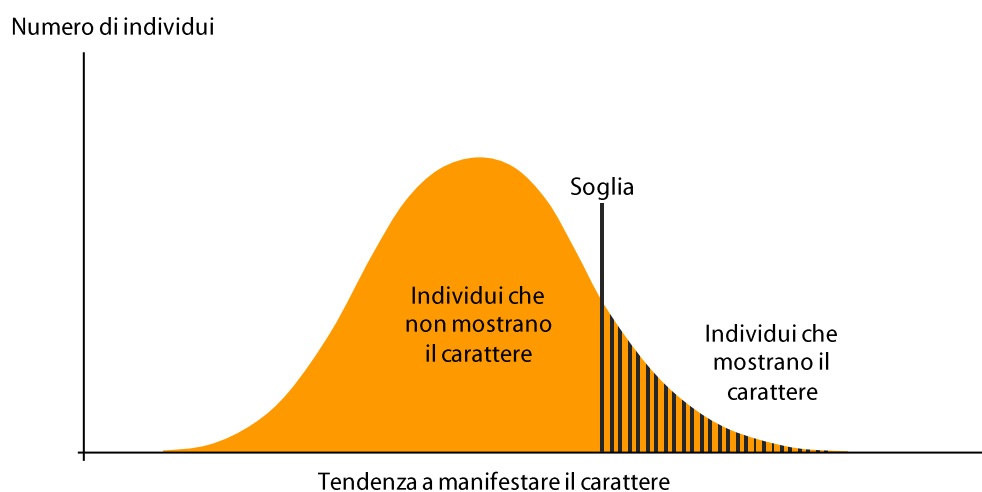 Numero di individui
Soglia
Individui che
non mostrano
il carattere
Individui che
mostrano il
carattere
Tendenza a manifestare il carattere